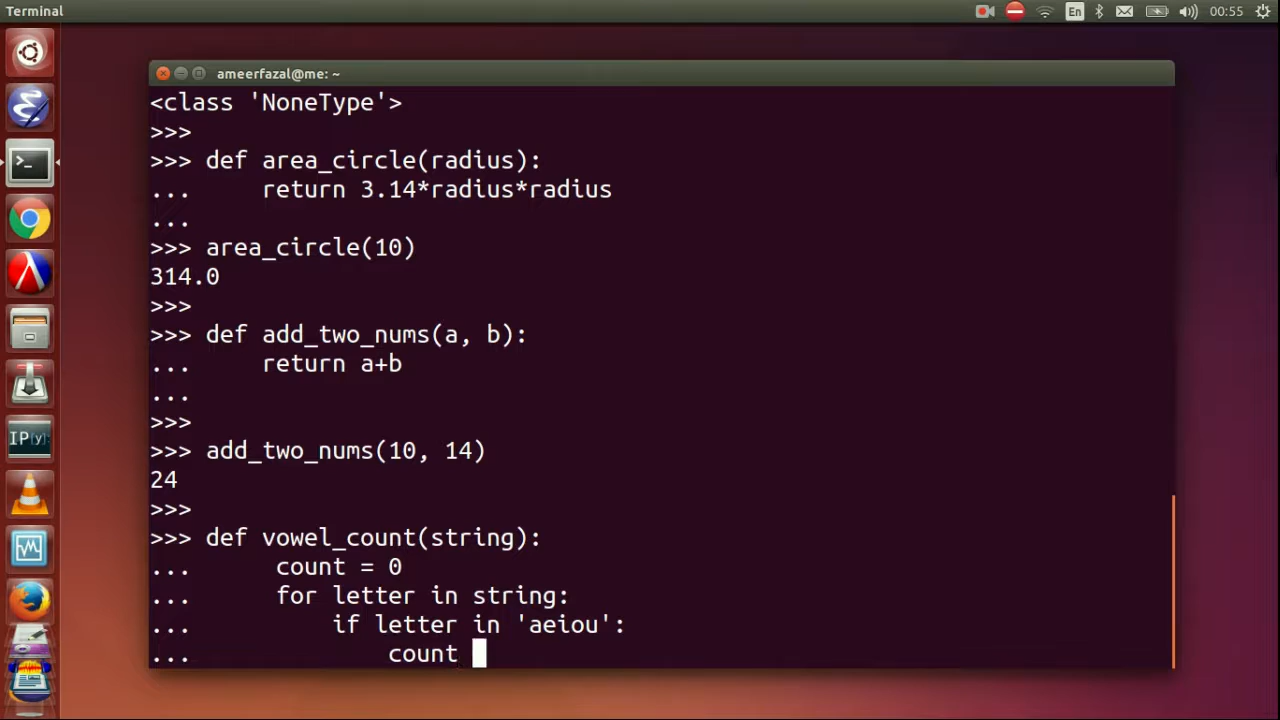 Terminal
En
00:55
ameerfazal@me: ~
<class 'NoneType'>
>>>
>>> def area_circle(radius):
...     return 3.14*radius*radius
...
>>> area_circle(10)
314.0
>>>
>>> def add_two_nums(a, b):
...     return a+b
...
>>>
>>> add_two_nums(10, 14)
24
>>>
>>> def vowel_count(string):
...      count = 0
...      for letter in string:
...          if letter in 'aeiou':
...              count
IP[y]: